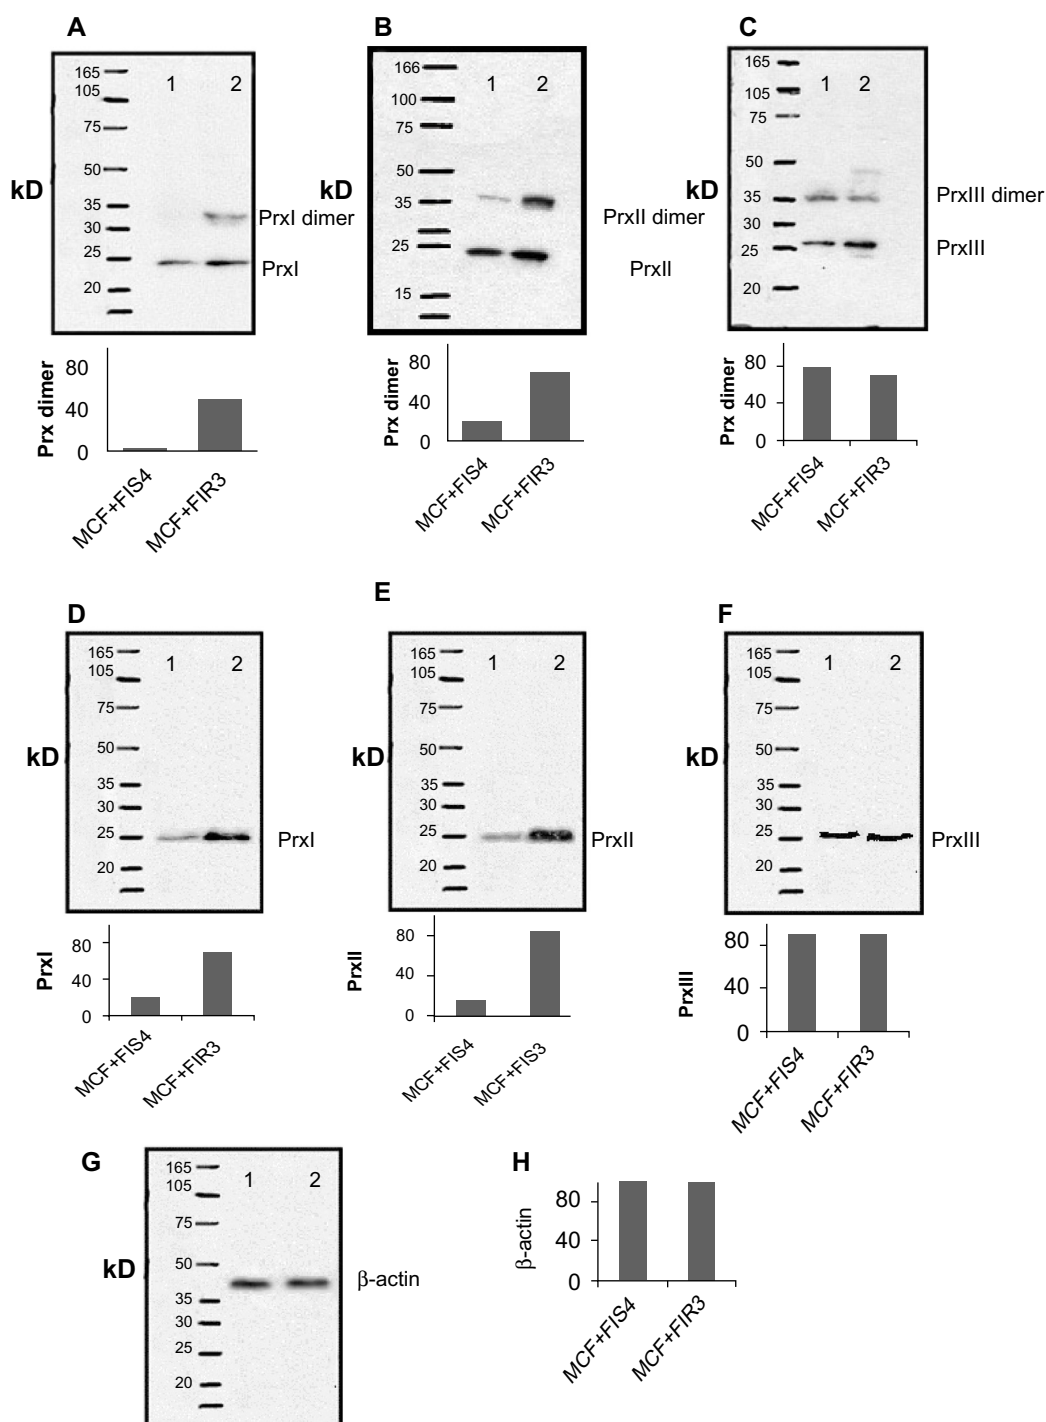 A
165
105
75
50
35
30
25
20
1 2
kD
PrxI dimer
PrxI
Prx dimer
80
40
0
MCF+FIS4
MCF+FIR3
B
166
100
75
50
35
25
15
1 2
kD
PrxII dimer
PrxII
Prx dimer
80
40
0
MCF+FIS4
MCF+FIR3
C
165
105
75
50
35
30
25
20
1 2
kD
PrxIII dimer
PrxIII
Prx dimer
80
40
0
MCF+FIS4
MCF+FIR3
D
165
105
75
50
35
30
25
20
1 2
kD
PrxI
PrxI
80
40
0
MCF+FIS4
MCF+FIR3
E
165
105
75
50
35
30
25
20
1 2
kD
PrxII
PrxII
80
40
0
MCF+FIS4
MCF+FIS3
F
165
105
75
50
35
30
25
20
1 2
kD
PrxIII
PrxIII
80
40
0
MCF+FIS4
MCF+FIR3
G
165
105
75
50
35
30
25
20
1 2
kD
β-actin
H
β-actin
80
40
0
MCF+FIS4
MCF+FIR3